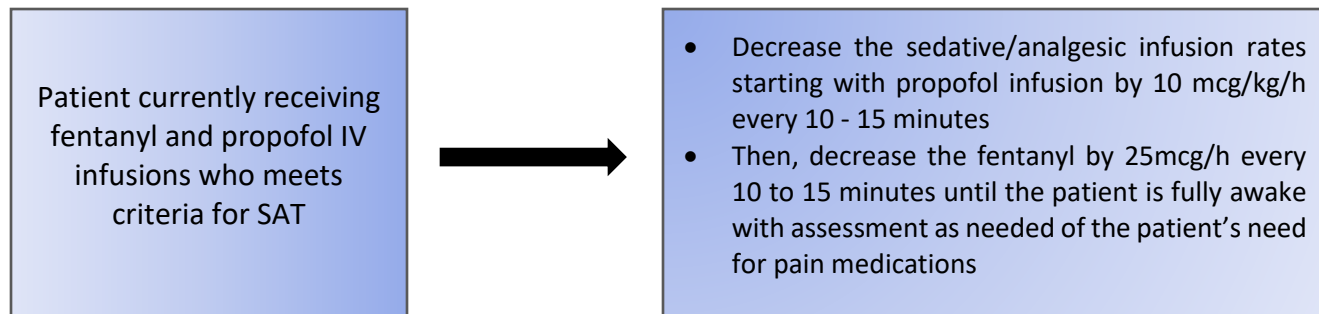 Patient currently receiving
fentanyl and propofol IV
infusions who meets
criteria for SAT
• Decrease the sedative/analgesic infusion rates
starting with propofol infusion by 10 mcg/kg/h
every 10 - 15 minutes
• Then, decrease the fentanyl by 25mcg/h every
10 to 15 minutes until the patient is fully awake
with assessment as needed of the patient’s need
for pain medications